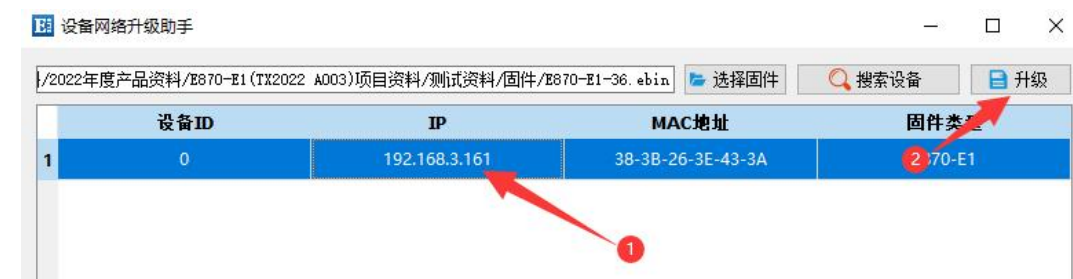 Ei 设备网络升级助手
/2022年度产品资料/E870-E1(TX2022 A003)项目资料/测试资料/固件/E870-E1-36.ebin 选择固件 搜索设备 升级
设备ID IP MAC地址 固件类
1 0 192.168.3.161 38-3B-26-3E-43-3A 2 870-E1
1